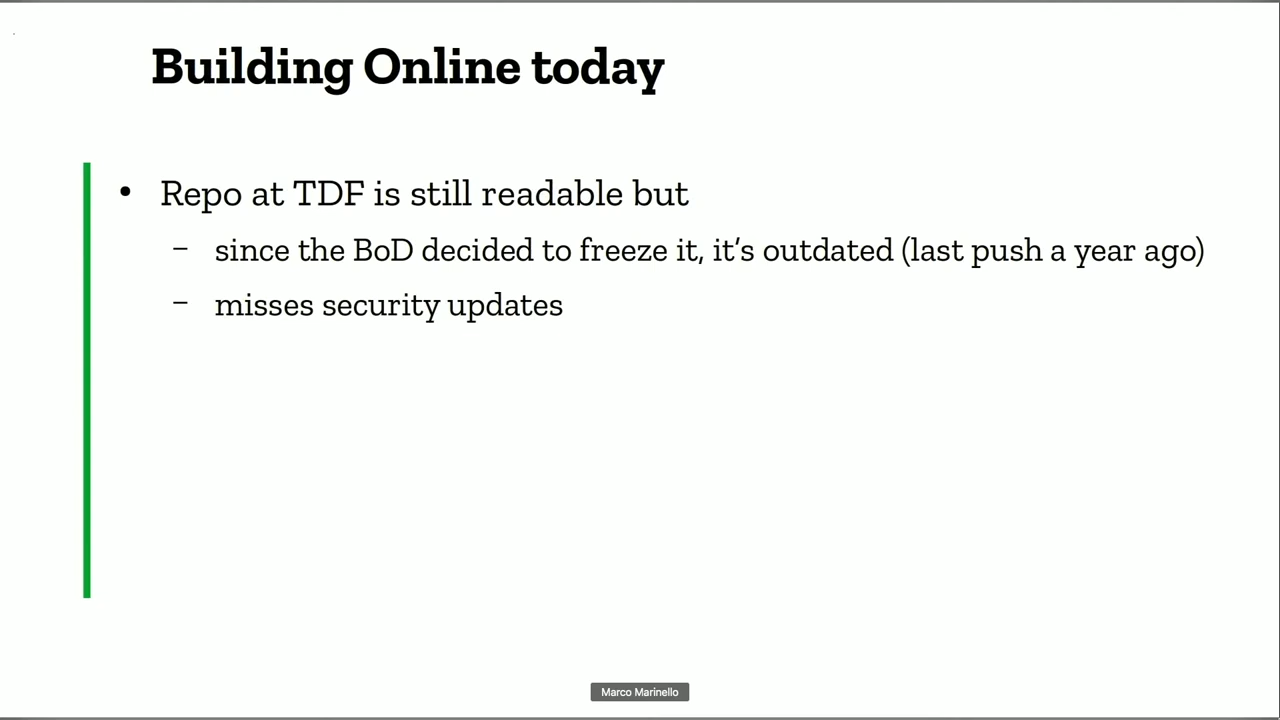 Building Online today
• Repo at TDF is still readable but
– since the BoD decided to freeze it, it's outdated (last push a year ago)
– misses security updates
Marco Marinello